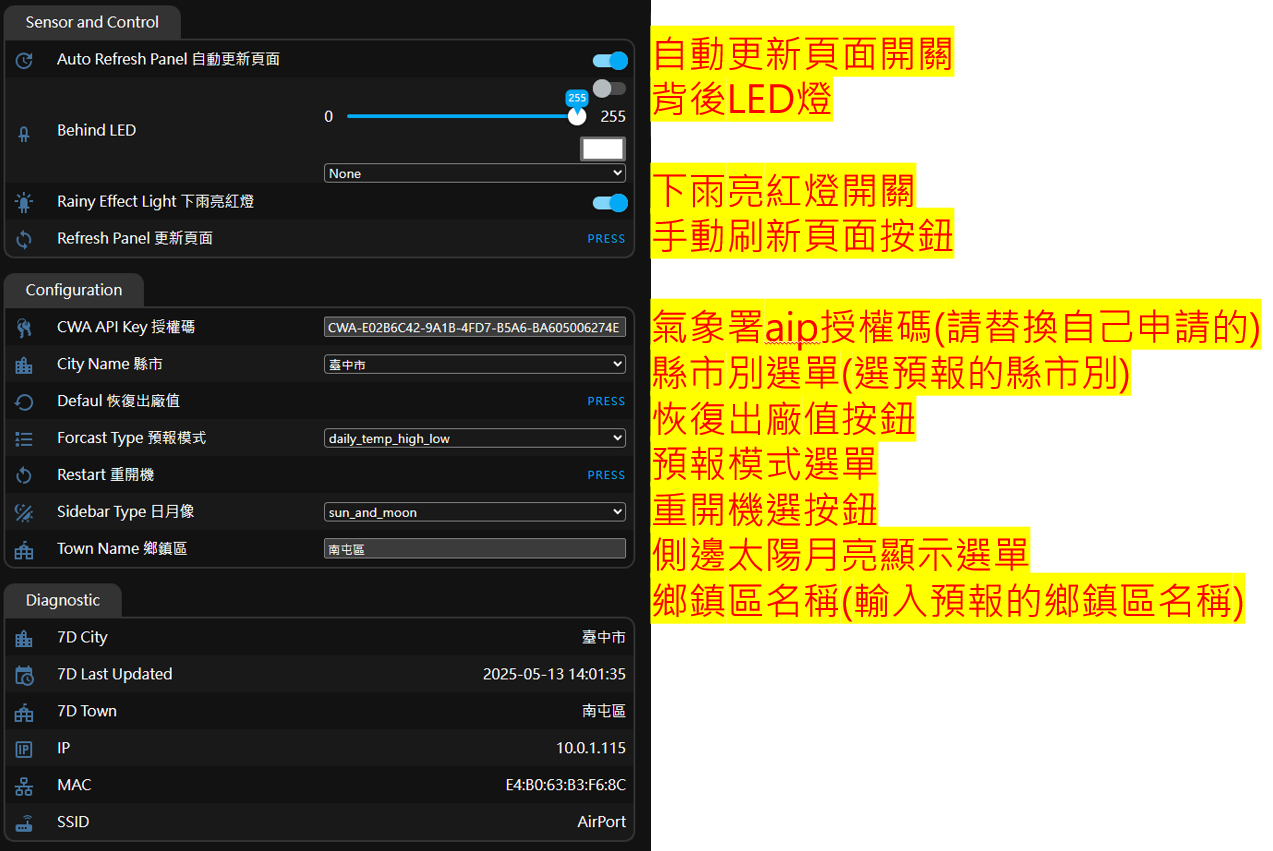 Sensor and Control
Auto Refresh Panel 自動更新頁面
自動更新頁面開關
255
背後LED燈
0
255
Behind LED
None
Rainy Effect Light 下雨亮紅燈
下雨亮紅燈開關
Refresh Panel 更新頁面 PRESS
手動刷新頁面按鈕
Configuration
CWA API Key 授權碼 CWA-E02B6C42-9A1B-4FD7-B5A6-BA605006274E
氣象署aip授權碼(請替換自己申請的)
City Name 縣市 臺中市
縣市別選單(選預報的縣市別)
Defaul 恢復出廠值 PRESS
恢復出廠值按鈕
Forcast Type 預報模式 daily_temp_high_low
預報模式選單
Restart 重開機 PRESS
重開機選按鈕
Sidebar Type 日月像 sun_and_moon
側邊太陽月亮顯示選單
Town Name 鄉鎮區 南屯區
鄉鎮區名稱(輸入預報的鄉鎮區名稱)
Diagnostic
7D City 臺中市
7D Last Updated 2025-05-13 14:01:35
7D Town 南屯區
IP IP 10.0.1.115
MAC E4:B0:63:B3:F6:8C
SSID AirPort